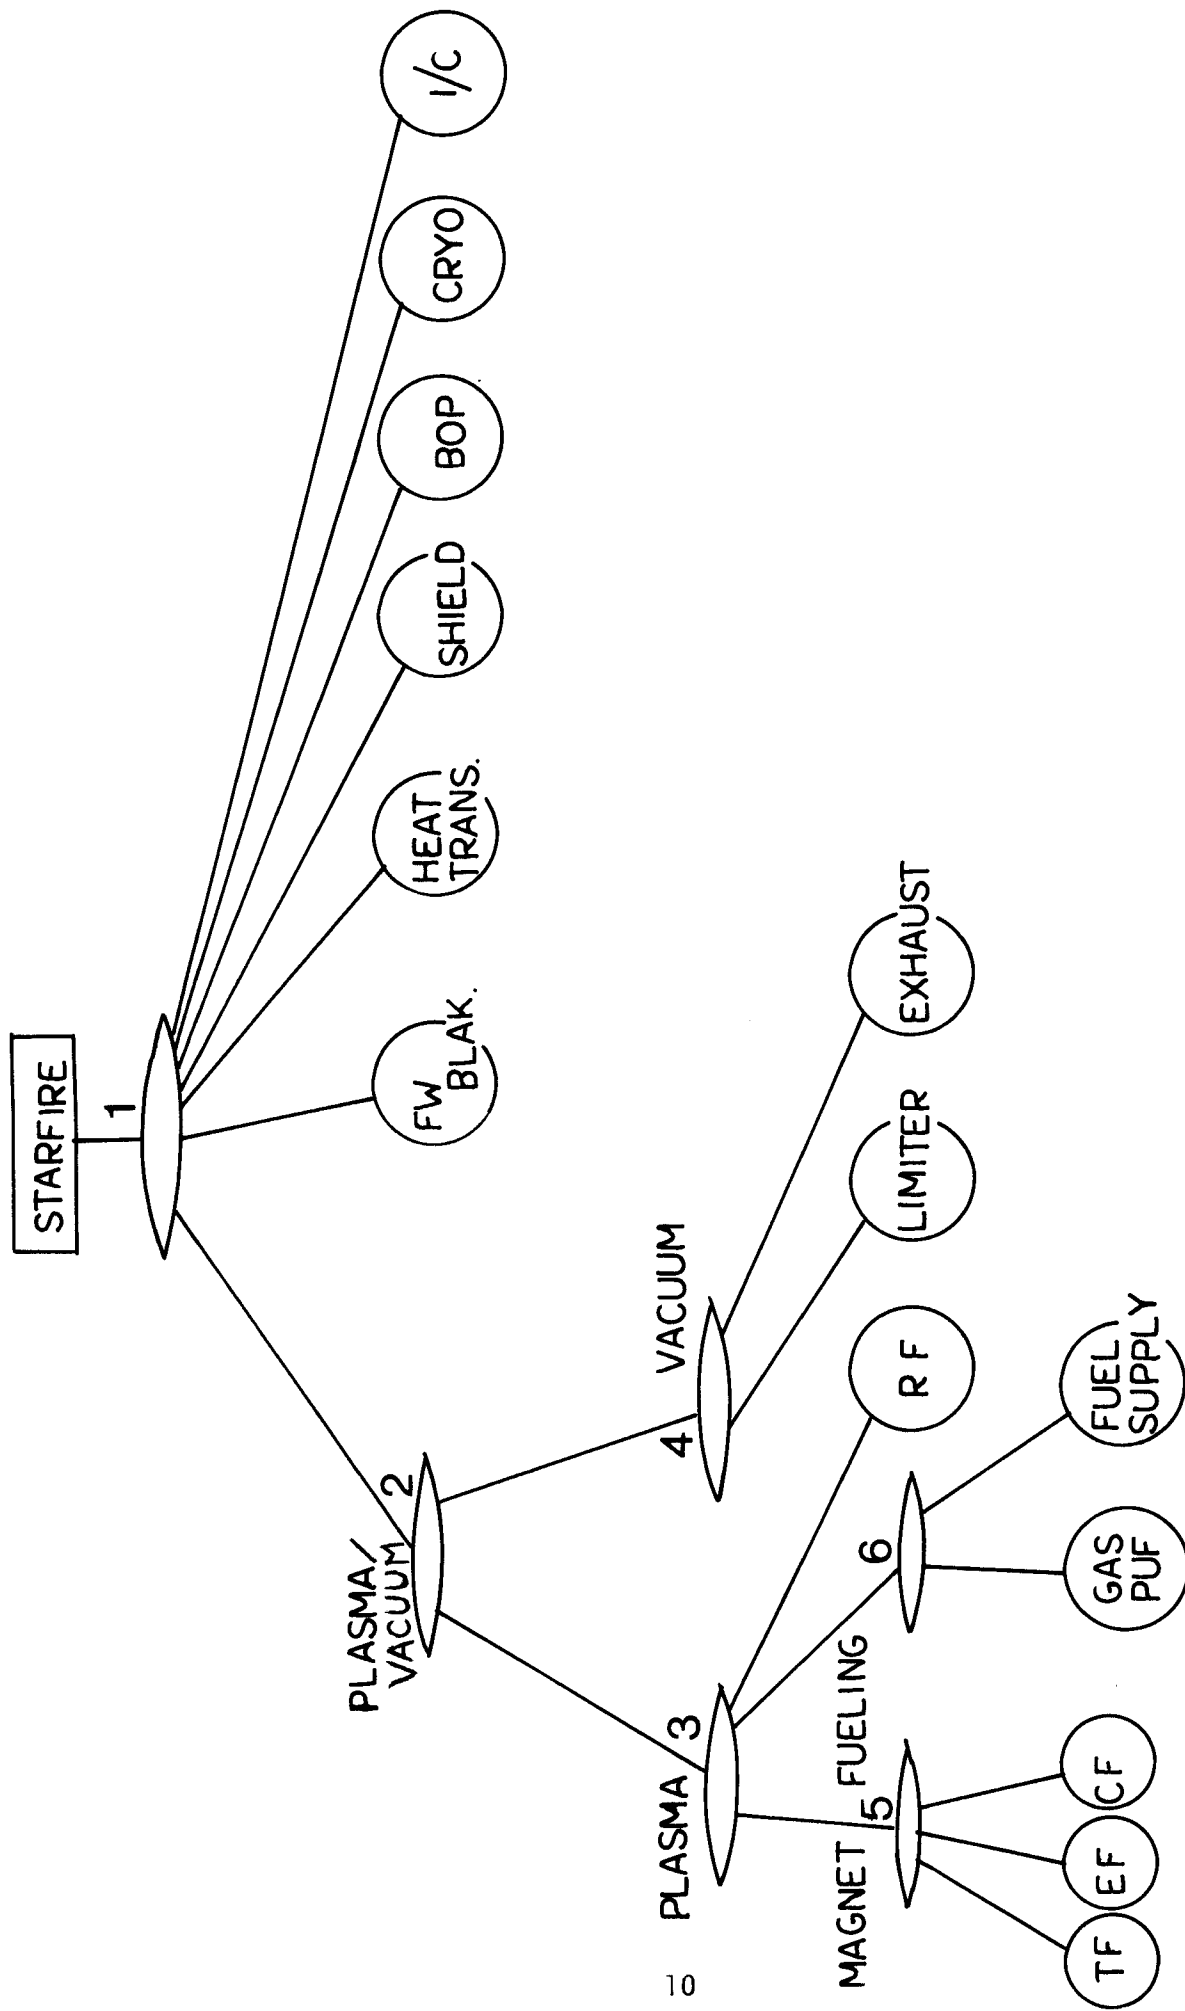 STARFIRE
1
PLASMA/
VACUUM
2
FW
BLAK.
HEAT
TRANS.
SHIELD
BOP
CRYO
I/C
PLASMA
3
4
VACUUM
MAGNET
5
FUELING
6
RF
LIMITER
EXHAUST
TF
EF
CF
GAS
PUF
FUEL
SUPPLY
10